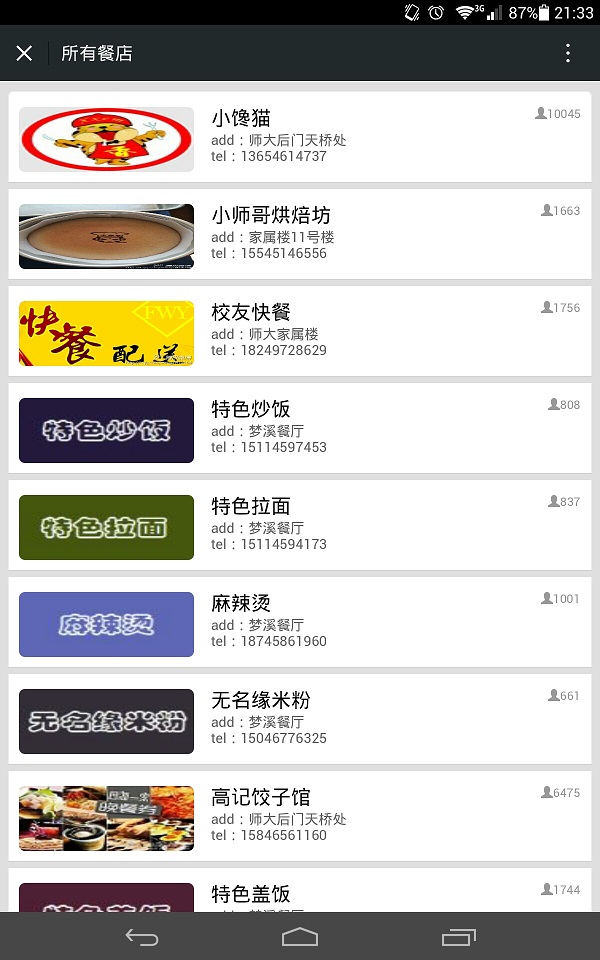 3G 87% 21:33
所有餐店
小馋猫
10045
add：师大后门天桥处
tel：13654614737
小师哥烘焙坊
1663
add：家属楼11号楼
tel：15545146556
快餐
配送
FWY
校友快餐
1756
add：师大家属楼
tel：18249728629
特色炒饭
特色炒饭
808
add：梦溪餐厅
tel：15114597453
特色拉面
特色拉面
837
add：梦溪餐厅
tel：15114594173
麻辣烫
麻辣烫
1001
add：梦溪餐厅
tel：18745861960
无名缘米粉
无名缘米粉
661
add：梦溪餐厅
tel：15046776325
晚餐券
高记饺子馆
6475
add：师大后门天桥处
tel：15846561160
特色盖饭
1744